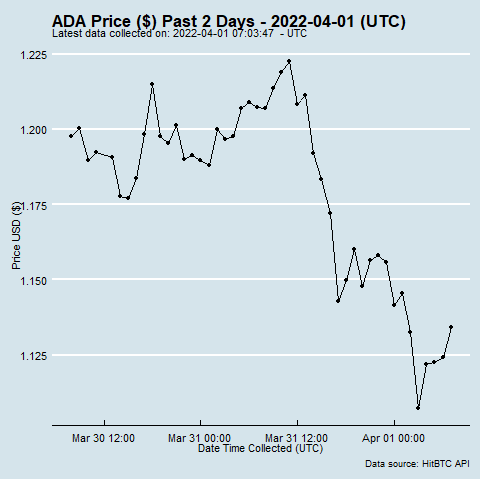 ADA Price ($) Past 2 Days - 2022-04-01 (UTC)
Latest data collected on: 2022-04-01 07:03:47  - UTC
1.225
1.200
1.175
1.150
1.125
Price USD ($)
Mar 30 12:00
Mar 31 00:00
Mar 31 12:00
Apr 01 00:00
Date Time Collected (UTC)
Data source: HitBTC API